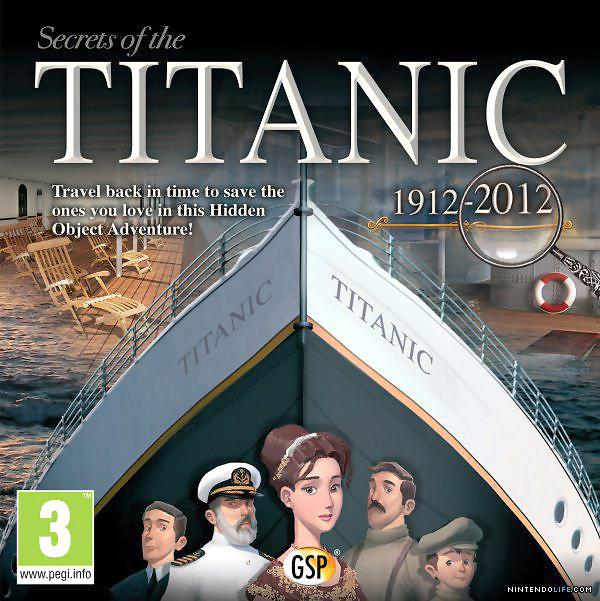 Secrets of the
TITANIC
Travel back in time to save the
ones you love in this Hidden
Object Adventure!
1912-2012
TITANIC
TITANIC
3
TM
www.pegi.info
GSP®
NINTENDOLIFE.COM